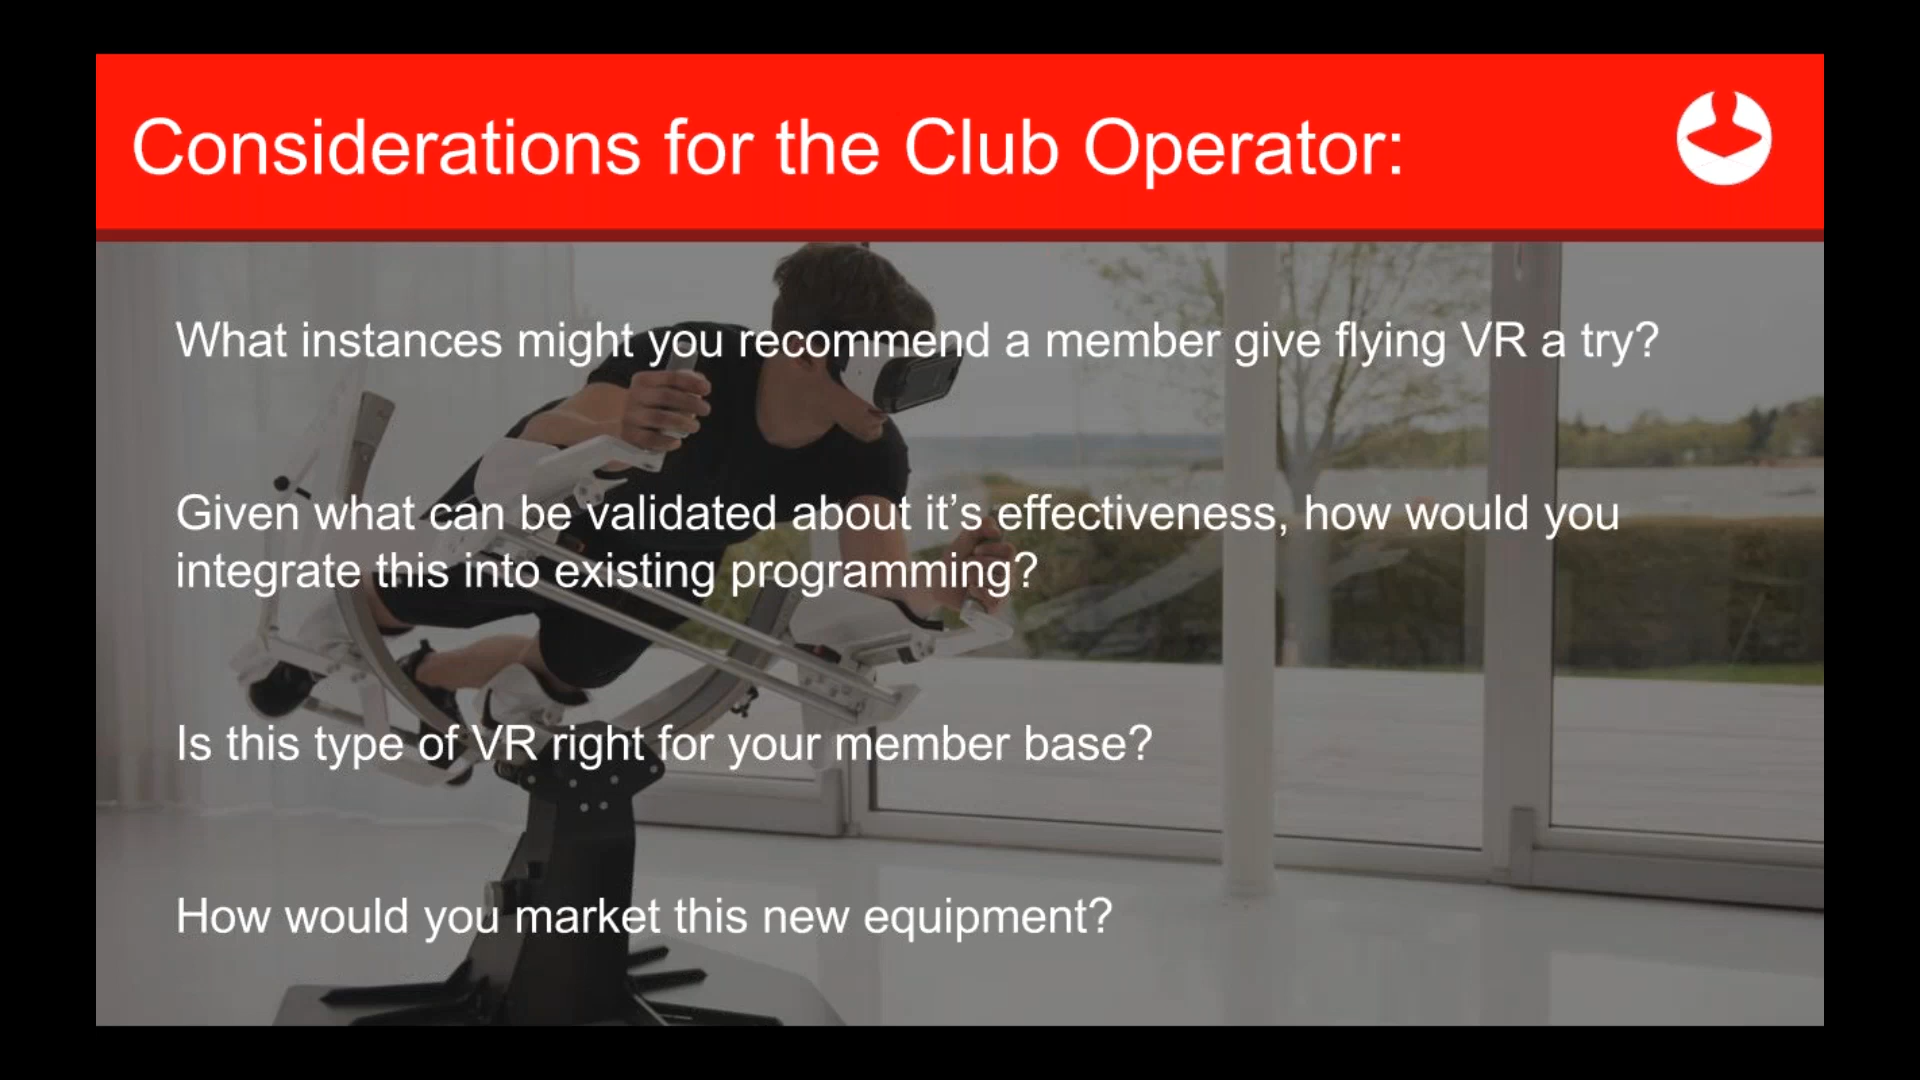 Considerations for the Club Operator:
What instances might you recommend a member give flying VR a try?
Given what can be validated about it’s effectiveness, how would you
integrate this into existing programming?
Is this type of VR right for your member base?
How would you market this new equipment?